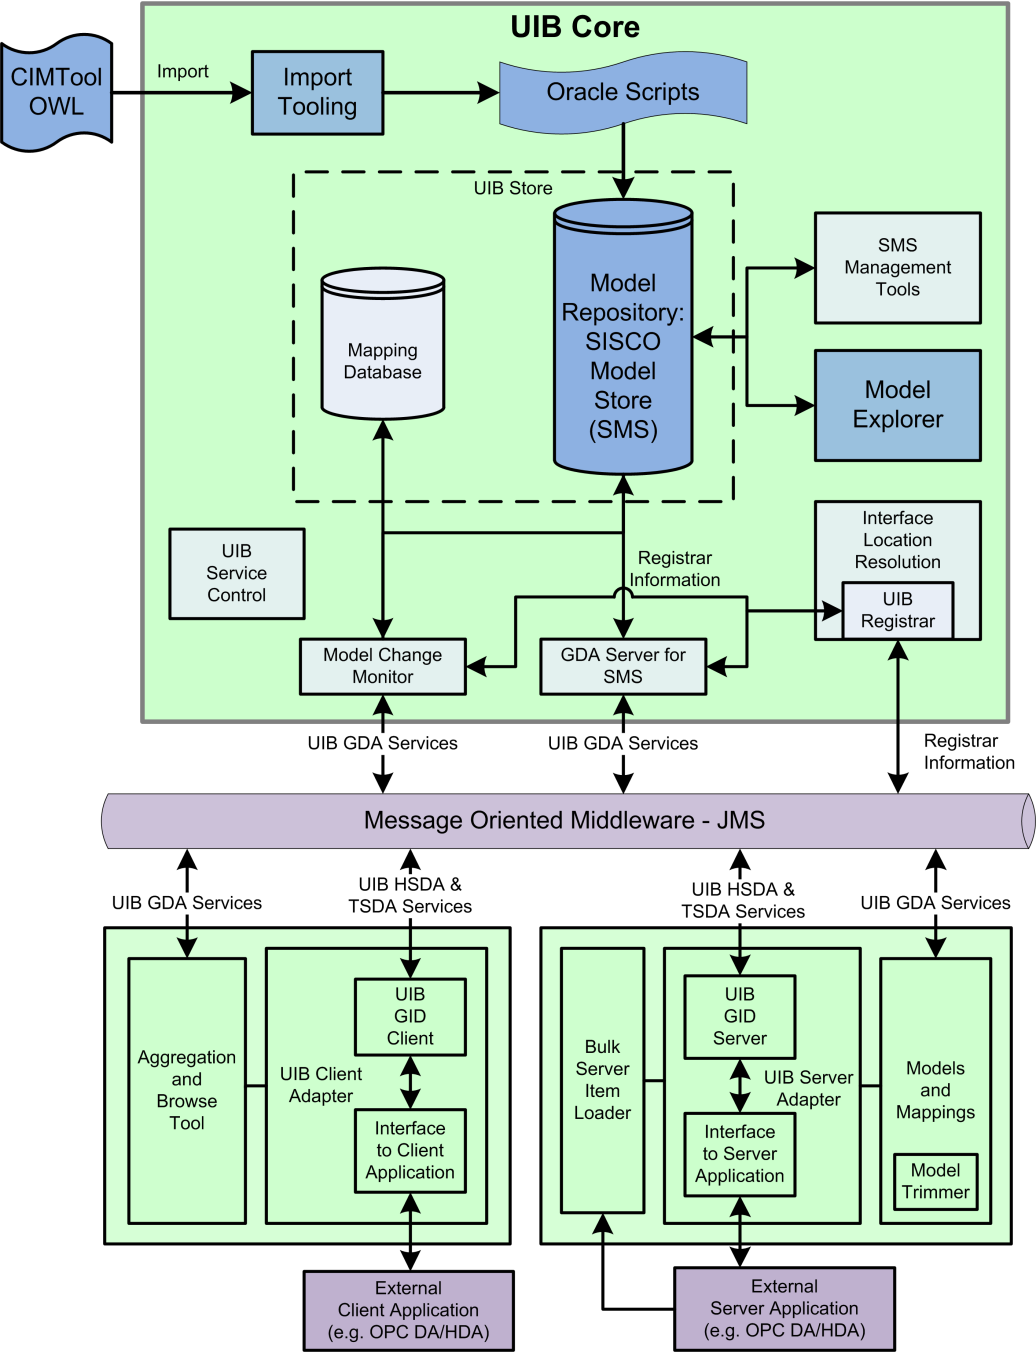 UIB Core
CIMTool
OWL
Import
Import
Tooling
Oracle Scripts
UIB Store
Mapping
Database
Model
Repository:
SISCO
Model
Store
(SMS)
SMS
Management
Tools
Model
Explorer
UIB
Service
Control
Registrar
Information
Interface
Location
Resolution
UIB
Registrar
Model Change
Monitor
GDA Server for
SMS
UIB GDA Services
UIB GDA Services
Registrar
Information
Message Oriented Middleware - JMS
UIB GDA Services
UIB HSDA &
TSDA Services
UIB HSDA &
TSDA Services
UIB GDA Services
Aggregation
and
Browse
Tool
UIB
GID
Client
UIB Client
Adapter
Interface
to Client
Application
Bulk
Server
Item
Loader
UIB
GID
Server
UIB Server
Adapter
Interface
to Server
Application
Models
and
Mappings
Model
Trimmer
External
Client Application
(e.g. OPC DA/HDA)
External
Server Application
(e.g. OPC DA/HDA)